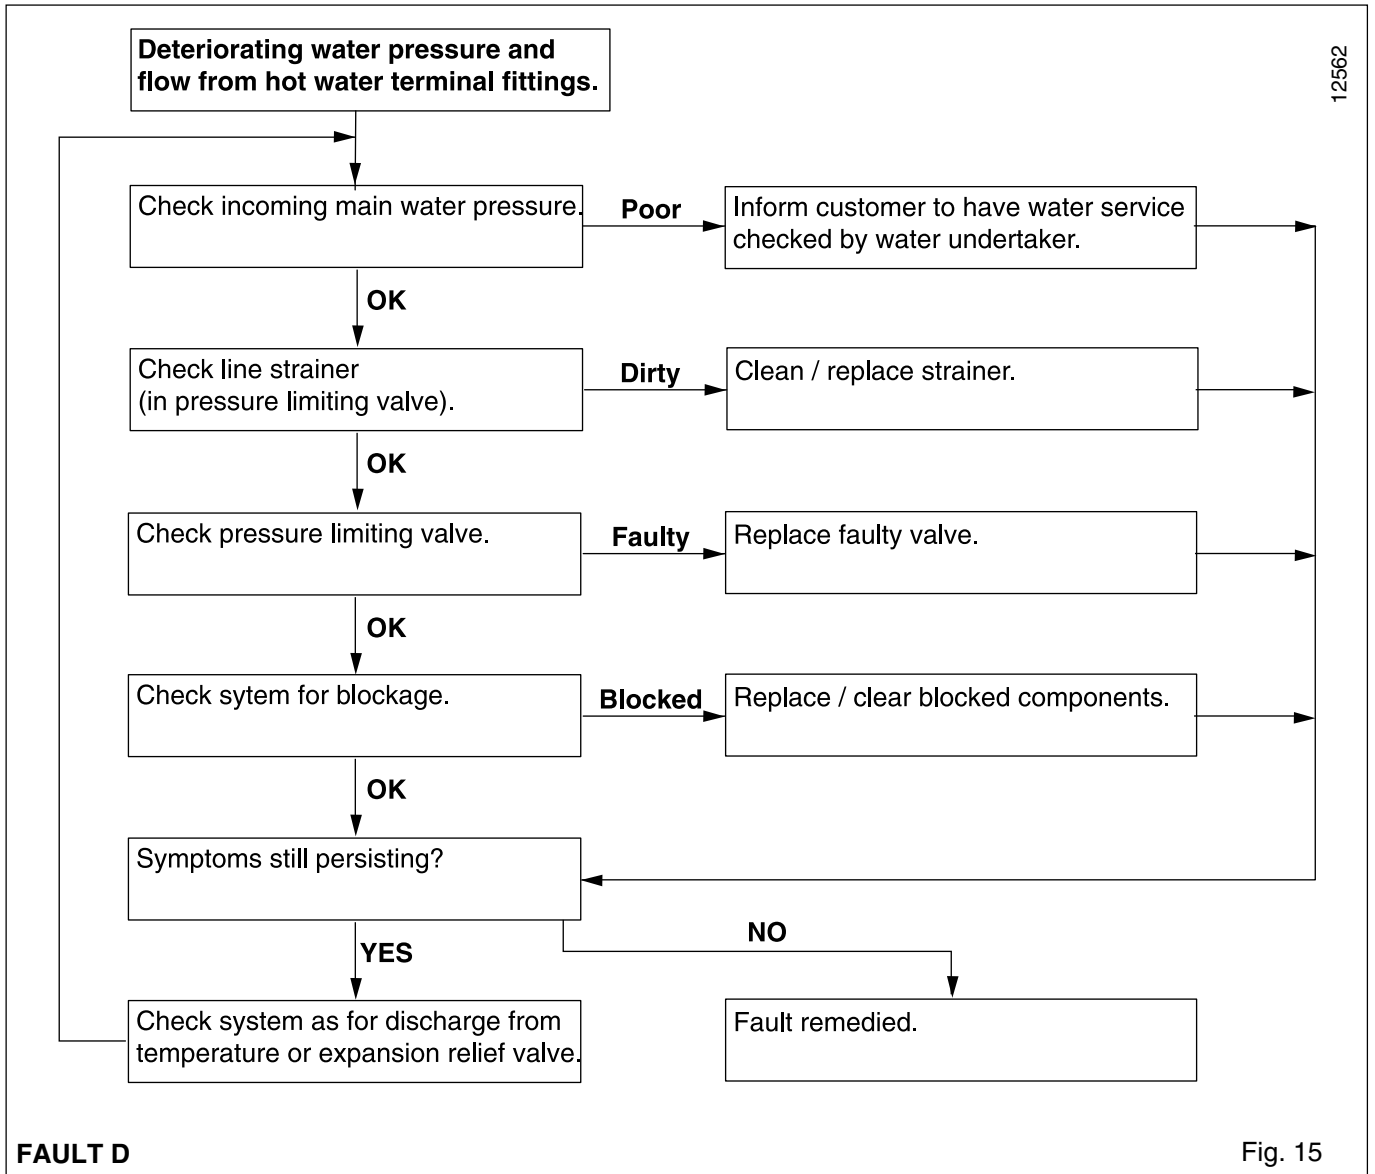 Deteriorating water pressure and
flow from hot water terminal fittings.
12562
Check incoming main water pressure.
Poor
Inform customer to have water service
checked by water undertaker.
OK
Check line strainer
(in pressure limiting valve).
Dirty
Clean / replace strainer.
OK
Check pressure limiting valve.
Faulty
Replace faulty valve.
OK
Check sytem for blockage.
Blocked
Replace / clear blocked components.
OK
Symptoms still persisting?
YES
NO
Check system as for discharge from
temperature or expansion relief valve.
Fault remedied.
FAULT D
Fig. 15